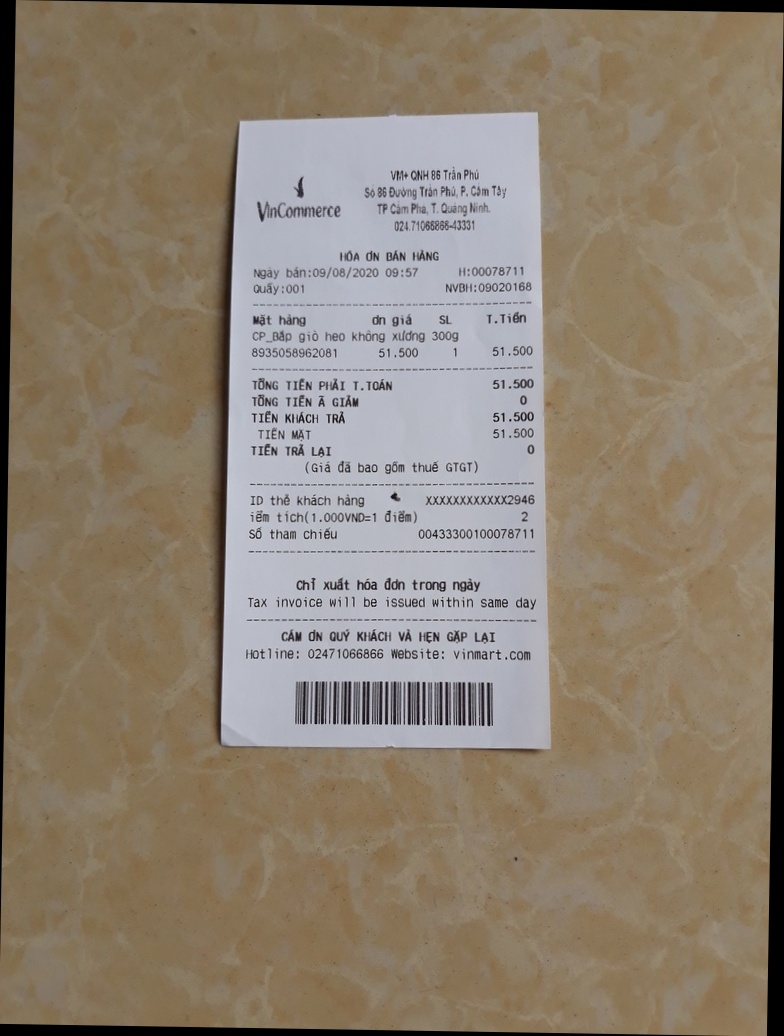 VinCommerce
VM+ QNH 86 Trần Phú
Số 86 Đường Trần Phú, P. Cẩm Tây
TP Cẩm Phả, T. Quảng Ninh.
024.71066866-43331
HÓA ƠN BÁN HÀNG
Ngày bán:09/08/2020 09:57 H:00078711
Quầy:001 NVBH:09020168
Mặt hàng ơn giá SL T.Tiền
CP_Bắp giò heo không xương 300g
8935058962081 51.500 1 51.500
TỔNG TIỀN PHẢI T.TOÁN 51.500
TỔNG TIỀN Ã GIẢM 0
TIỀN KHÁCH TRẢ 51.500
TIỀN MẶT 51.500
TIỀN TRẢ LẠI 0
(Giá đã bao gồm thuế GTGT)
ID thẻ khách hàng XXXXXXXXXXXX2946
iểm tích(1.000VND=1 điểm) 2
Số tham chiếu 00433300100078711
Chỉ xuất hóa đơn trong ngày
Tax invoice will be issued within same day
CẢM ƠN QUÝ KHÁCH VÀ HẸN GẶP LẠI
Hotline: 02471066866 Website: vinmart.com